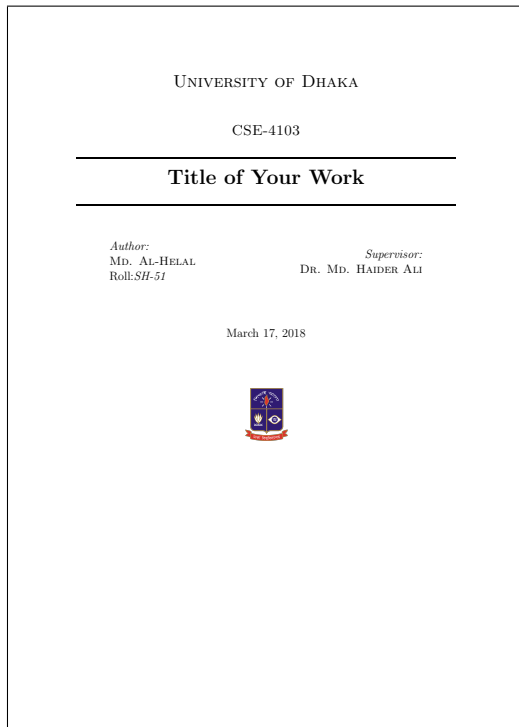 University of Dhaka
CSE-4103
Title of Your Work
Author:
Md. Al-Helal
Roll:SH-51
Supervisor:
Dr. Md. Haider Ali
March 17, 2018